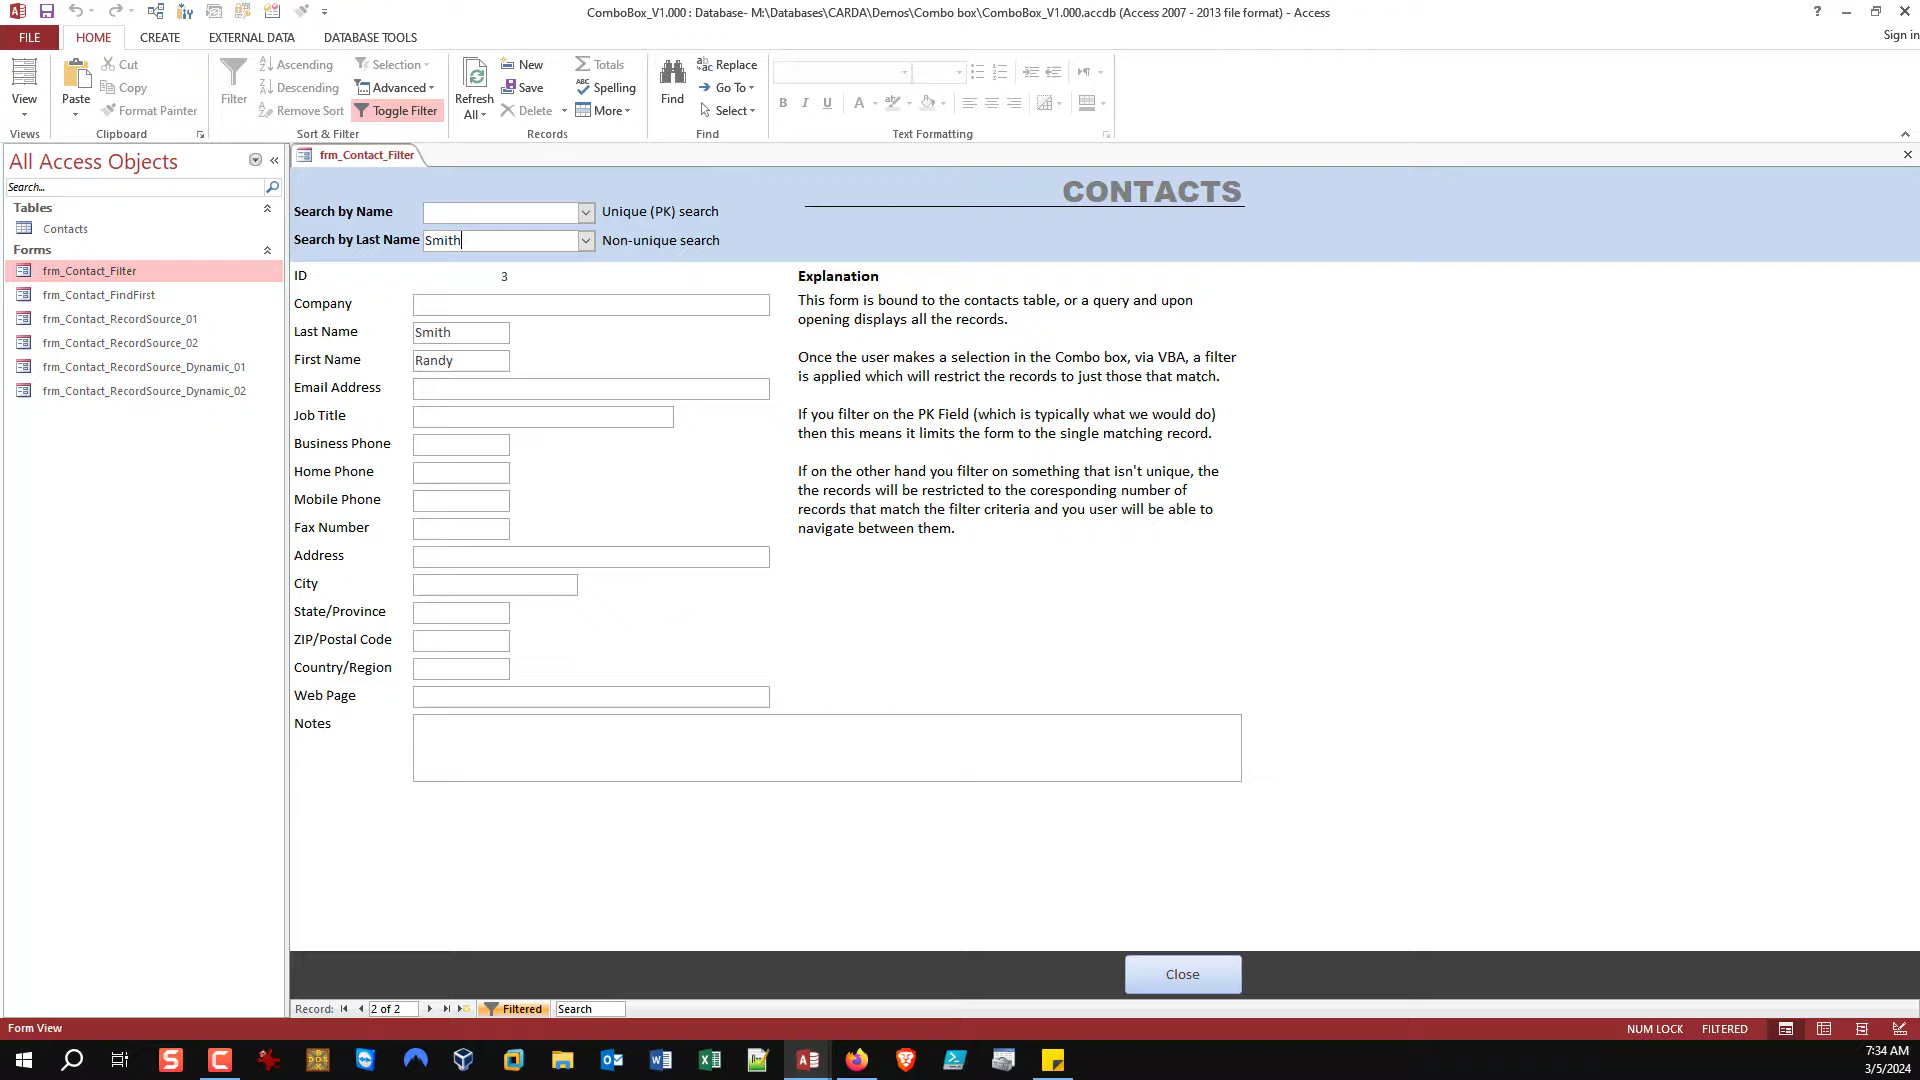 ComboBox_V1.000 : Database- M:\Databases\CARDA\Demos\Combo box\ComboBox_V1.000.accdb (Access 2007 - 2013 file format) - Access
?
FILE
HOME
CREATE
EXTERNAL DATA
DATABASE TOOLS
Sign in
View
Views
Paste
Cut
Copy
Format Painter
Clipboard
Filter
Ascending
Descending
Remove Sort
Selection
Advanced
Toggle Filter
Sort & Filter
Refresh
All
New
Save
Delete
Totals
Spelling
More
Records
Find
Replace
Go To
Select
Find
B I U A
Text Formatting
All Access Objects
Search...
Tables
Contacts
Forms
frm_Contact_Filter
frm_Contact_FindFirst
frm_Contact_RecordSource_01
frm_Contact_RecordSource_02
frm_Contact_RecordSource_Dynamic_01
frm_Contact_RecordSource_Dynamic_02
frm_Contact_Filter
CONTACTS
Search by Name
Unique (PK) search
Search by Last Name Smith
Non-unique search
ID 3
Company
Last Name Smith
First Name Randy
Email Address
Job Title
Business Phone
Home Phone
Mobile Phone
Fax Number
Address
City
State/Province
ZIP/Postal Code
Country/Region
Web Page
Notes
Explanation
This form is bound to the contacts table, or a query and upon
opening displays all the records.
Once the user makes a selection in the Combo box, via VBA, a filter
is applied which will restrict the records to just those that match.
If you filter on the PK Field (which is typically what we would do)
then this means it limits the form to the single matching record.
If on the other hand you filter on something that isn't unique, the
the records will be restricted to the coresponding number of
records that match the filter criteria and you user will be able to
navigate between them.
Close
Record: 2 of 2 Filtered Search
Form View
NUM LOCK
FILTERED
7:34 AM
3/5/2024